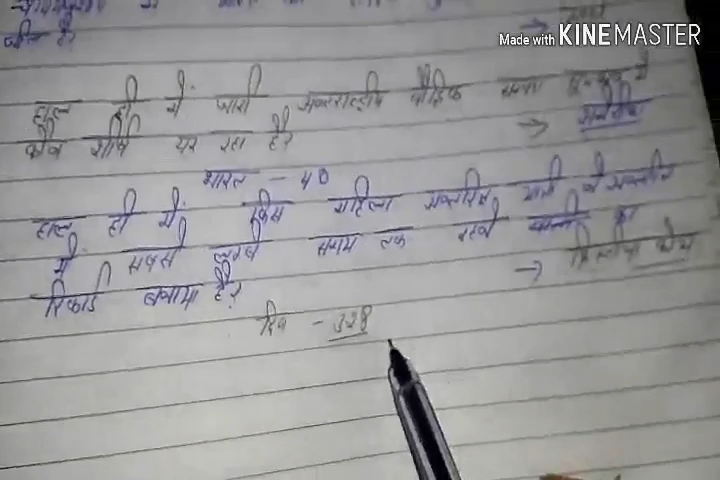 जीता है?
Made with KINEMASTER
हाल ही में जारी अन्तराष्ट्रीय बौद्धिक सम्पदा सूचकांक में
कौन शीर्ष पर रहा है? → अमेरिका
भारत - 40
हाल ही में किस महिला अन्तरिक्ष यात्री ने अन्तरिक्ष
में सबसे लम्बे समय तक रहने वाली का
रिकार्ड बनाया है? → क्रिस्टीना कोच
दिन - 328